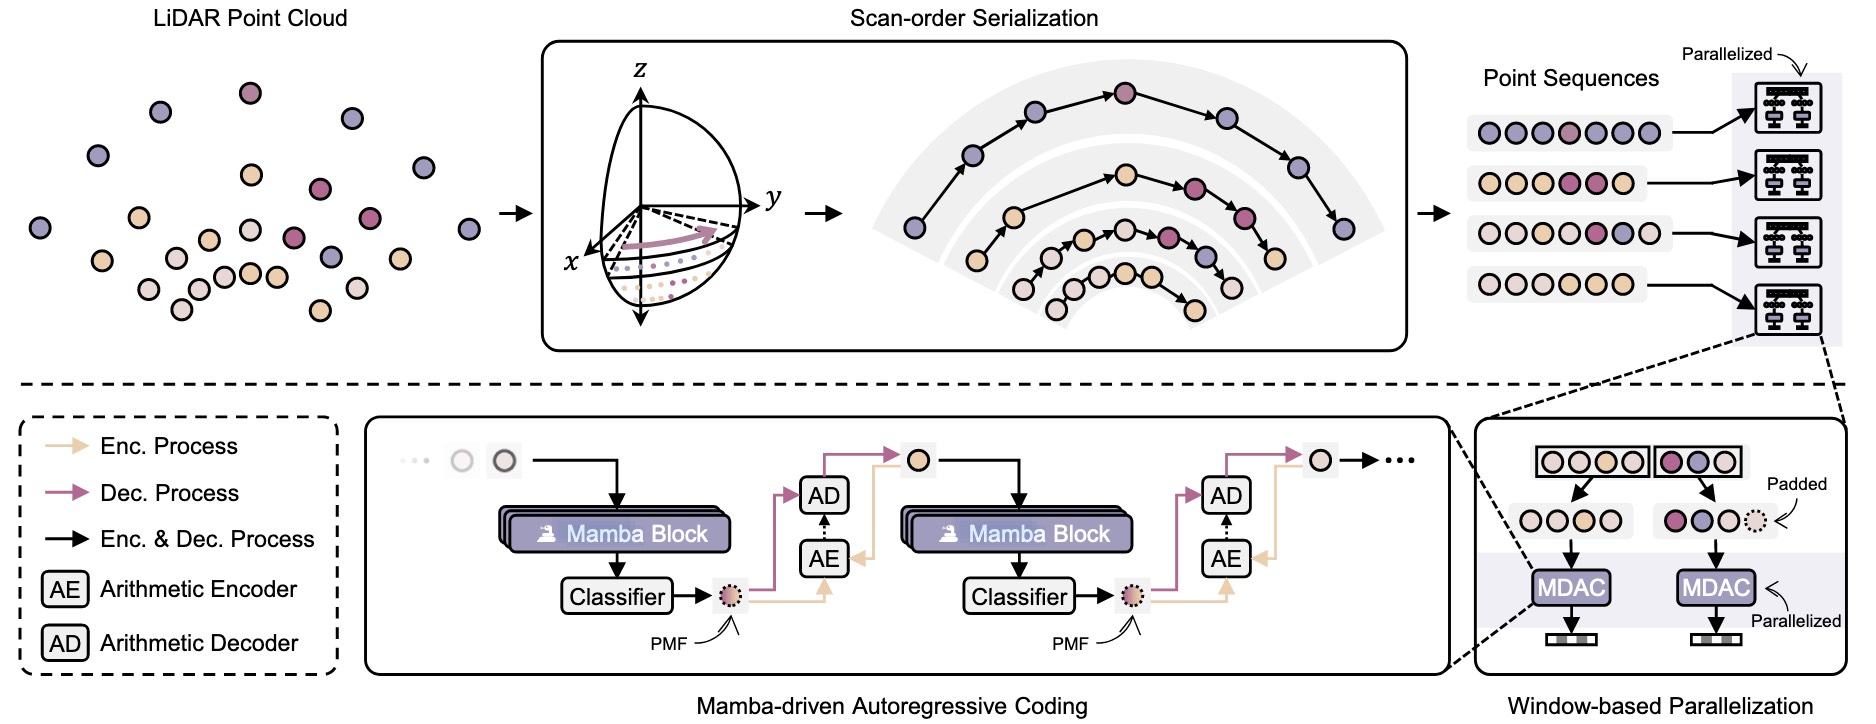 LiDAR Point Cloud
Scan-order Serialization
Parallelized
Point Sequences
z
y
x
Enc. Process
Dec. Process
Enc. & Dec. Process
AE Arithmetic Encoder
AD Arithmetic Decoder
AD
Mamba Block
AE
Classifier
PMF
AD
Mamba Block
AE
Classifier
PMF
Padded
MDAC
MDAC
Parallelized
Mamba-driven Autoregressive Coding
Window-based Parallelization